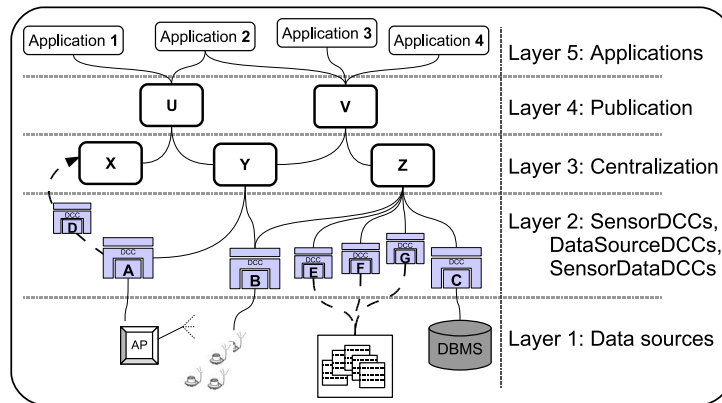 Application 1
Application 2
Application 3
Application 4
Layer 5: Applications
U
V
Layer 4: Publication
X
Y
Z
Layer 3: Centralization
DCC
D
DCC
A
DCC
B
DCC
E
DCC
F
DCC
G
DCC
C
Layer 2: SensorDCCs,
DataSourceDCCs,
SensorDataDCCs
AP
DBMS
Layer 1: Data sources